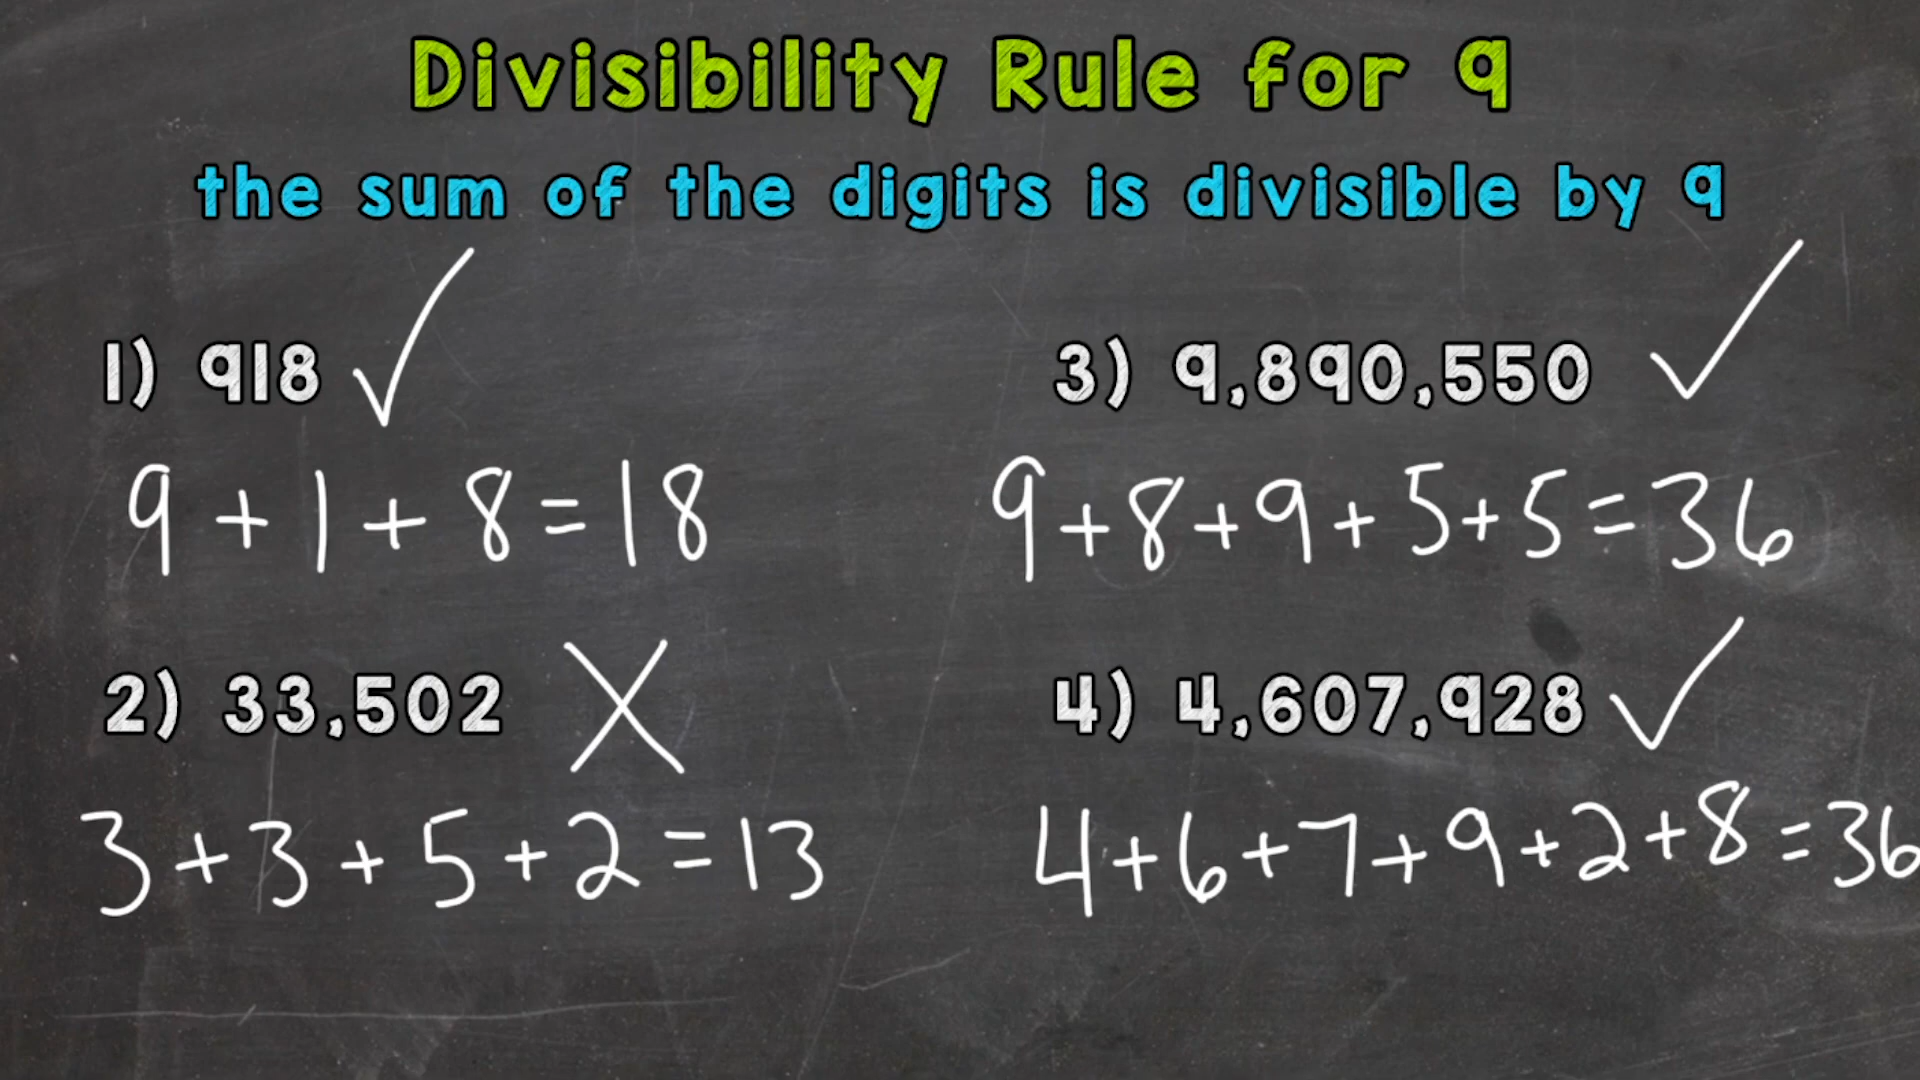 Divisibility Rule for 9
the sum of the digits is divisible by 9
1) 918 ✓
9+1+8=18
2) 33,502 X
3+3+5+2=13
3) 9,890,550 ✓
9+8+9+5+5=36
4) 4,607,928 ✓
4+6+7+9+2+8=36